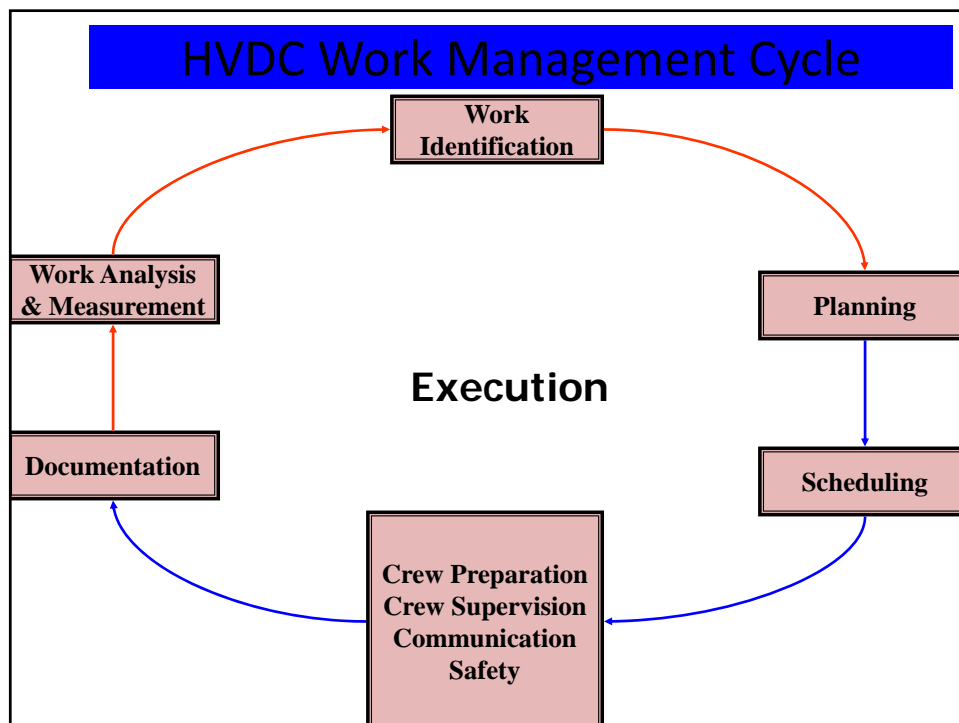 HVDC Work Management Cycle
Work
Identification
Work Analysis
& Measurement
Planning
Execution
Documentation
Scheduling
Crew Preparation
Crew Supervision
Communication
Safety